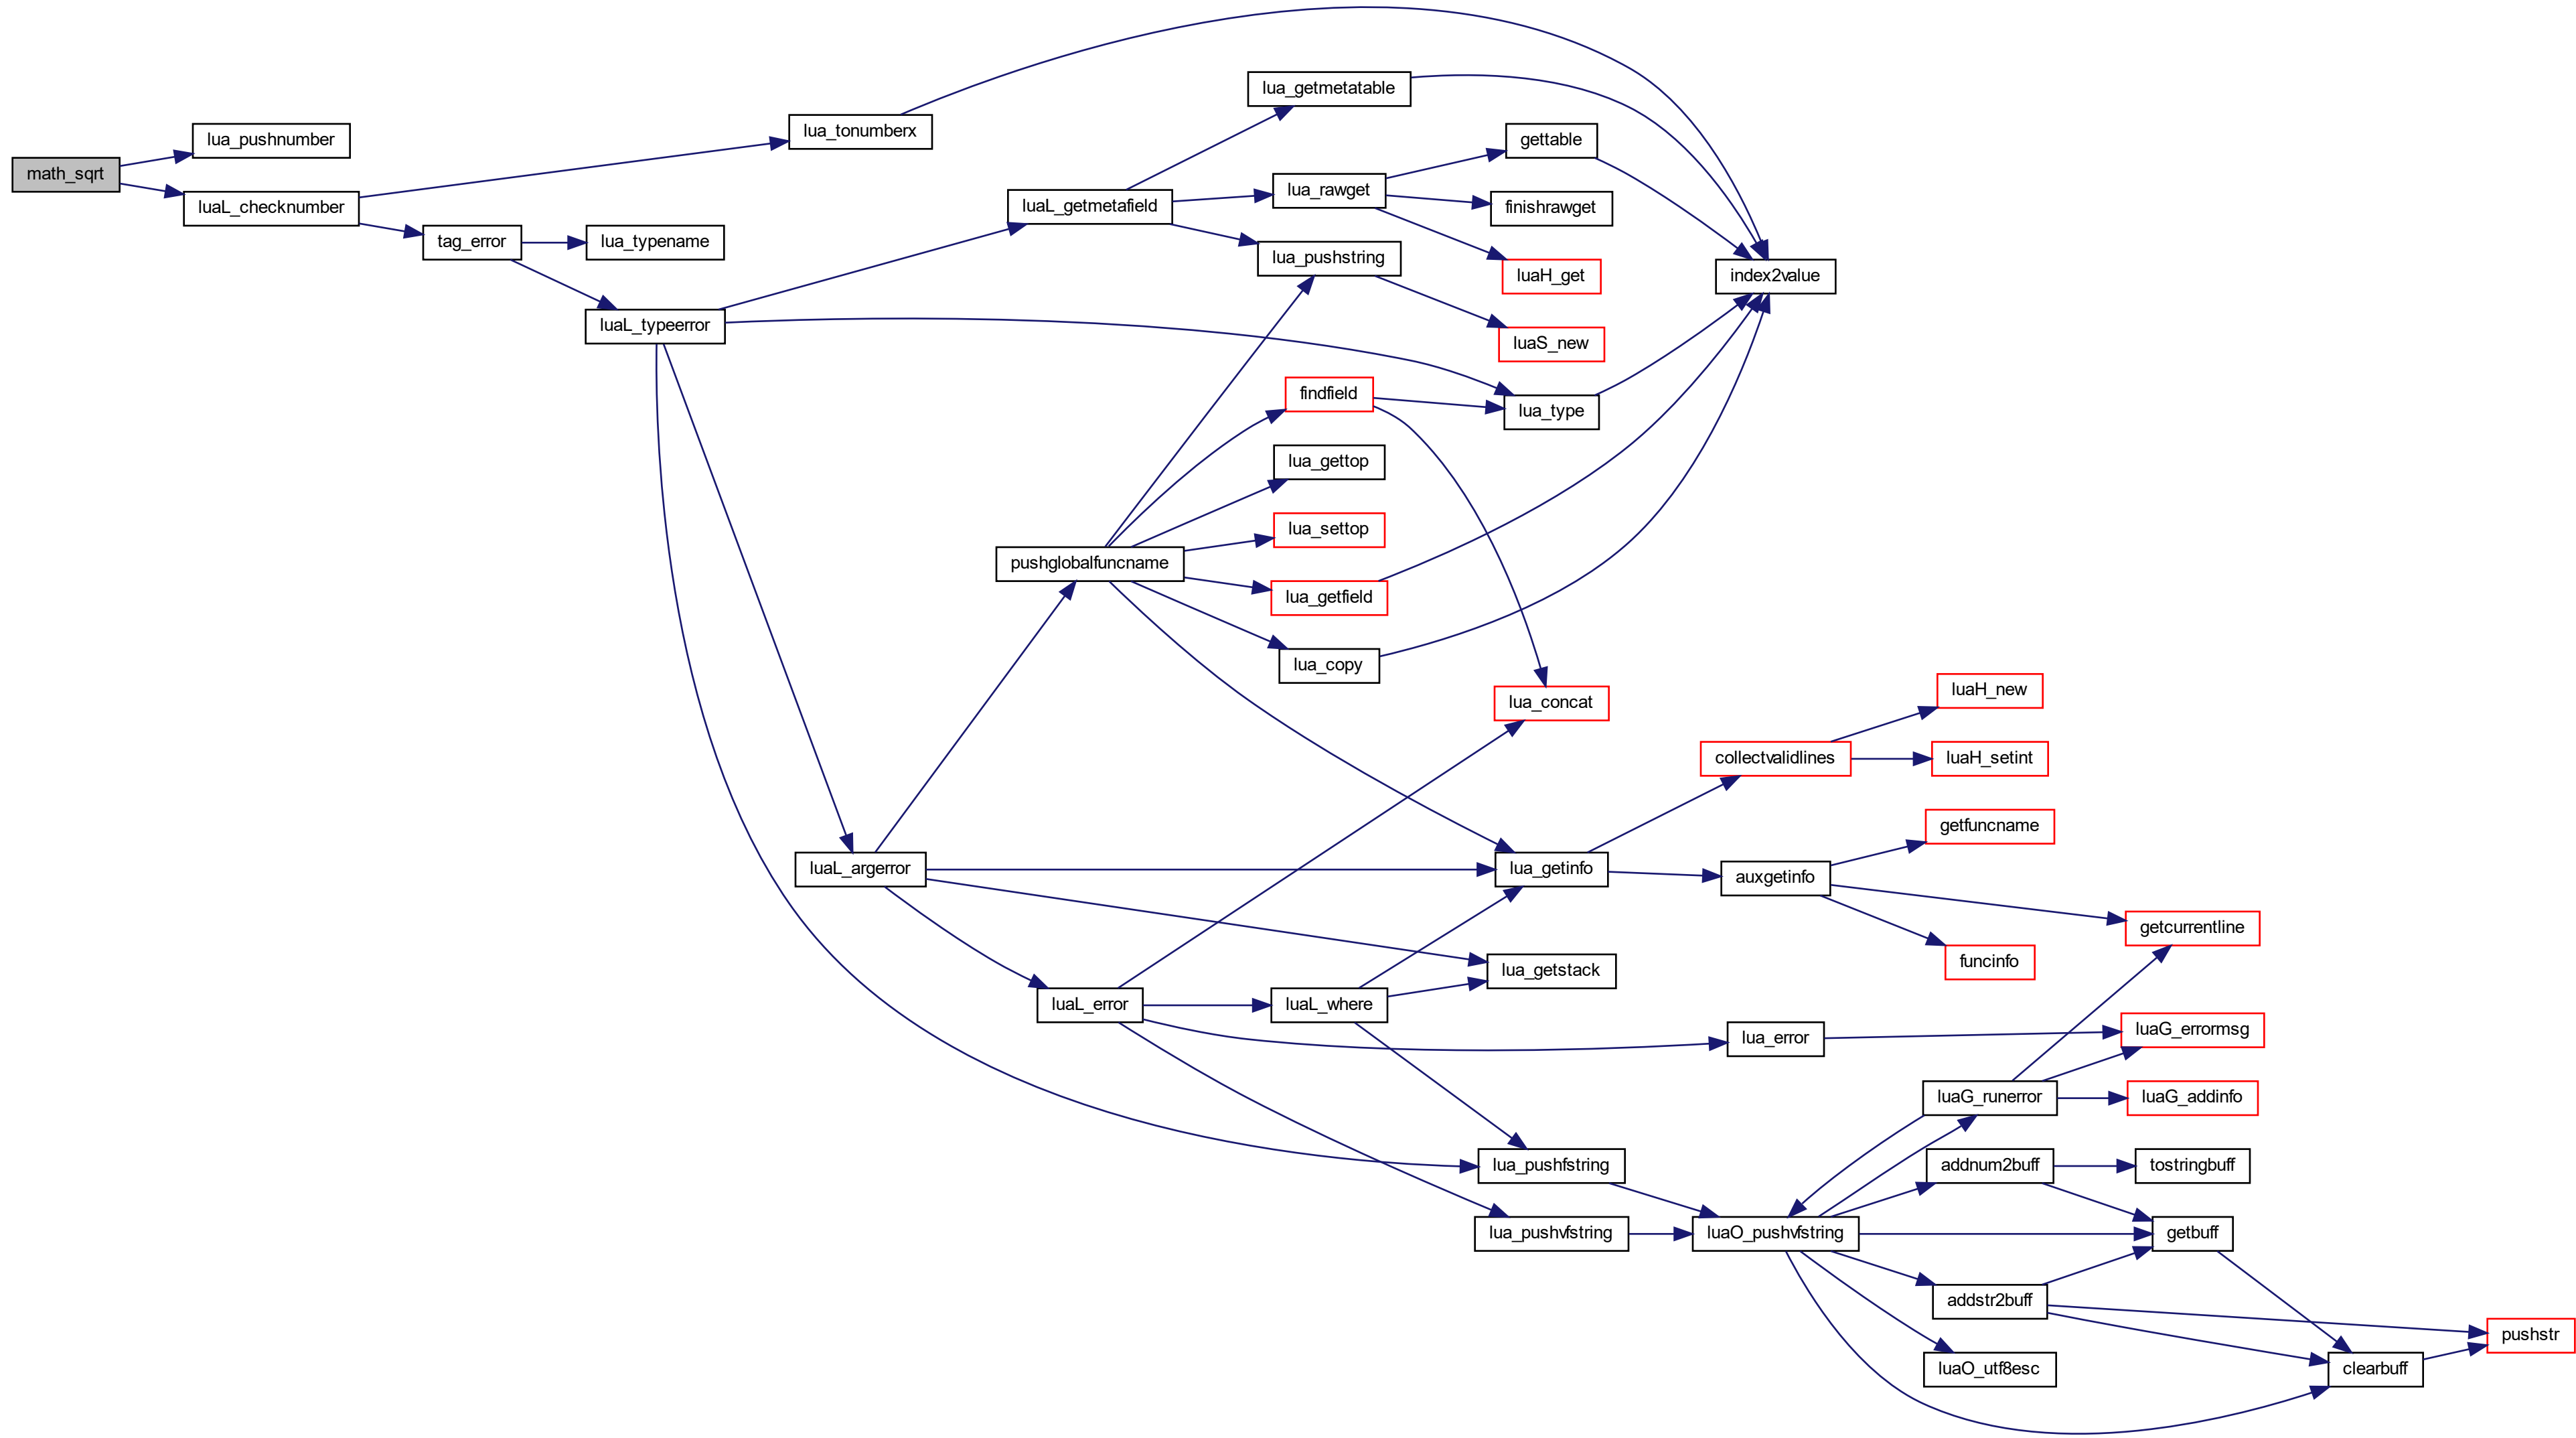 math_sqrt
lua_pushnumber
luaL_checknumber
lua_tonumberx
tag_error
lua_typename
luaL_typeerror
luaL_getmetafield
lua_getmetatable
lua_rawget
gettable
finishrawget
luaH_get
lua_pushstring
luaS_new
index2value
findfield
lua_type
lua_gettop
lua_settop
pushglobalfuncname
lua_getfield
lua_copy
lua_concat
luaL_argerror
lua_getinfo
collectvalidlines
luaH_new
luaH_setint
auxgetinfo
getfuncname
getcurrentline
funcinfo
lua_getstack
luaL_error
luaL_where
lua_error
luaG_errormsg
luaG_runerror
luaG_addinfo
lua_pushfstring
addnum2buff
tostringbuff
lua_pushvfstring
luaO_pushvfstring
getbuff
addstr2buff
luaO_utf8esc
clearbuff
pushstr